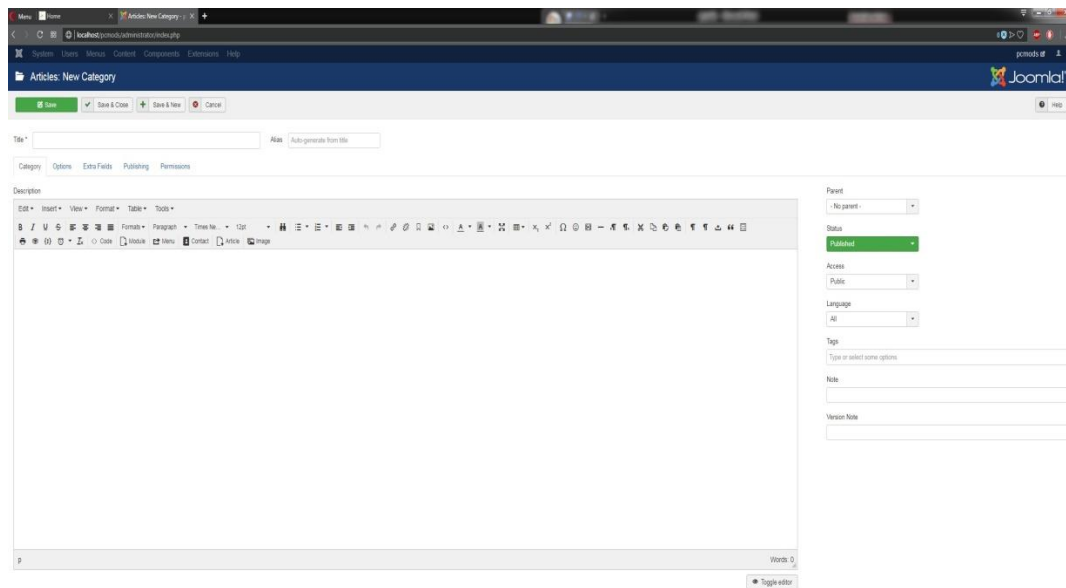 Menu Home Articles: New Category - p
localhost/pcmods/administrator/index.php
System Users Menus Content Components Extensions Help pcmods
Articles: New Category Joomla!
Save Save & Close Save & New Cancel Help
Title * Alias Auto-generate from title
Category Options Extra Fields Publishing Permissions
Description
Edit Insert View Format Table Tools
Formats Paragraph Times Ne... 12pt
Code Module Menu Contact Article Image
p Words: 0
Toggle editor
Parent
- No parent -
Status
Published
Access
Public
Language
All
Tags
Type or select some options
Note
Version Note